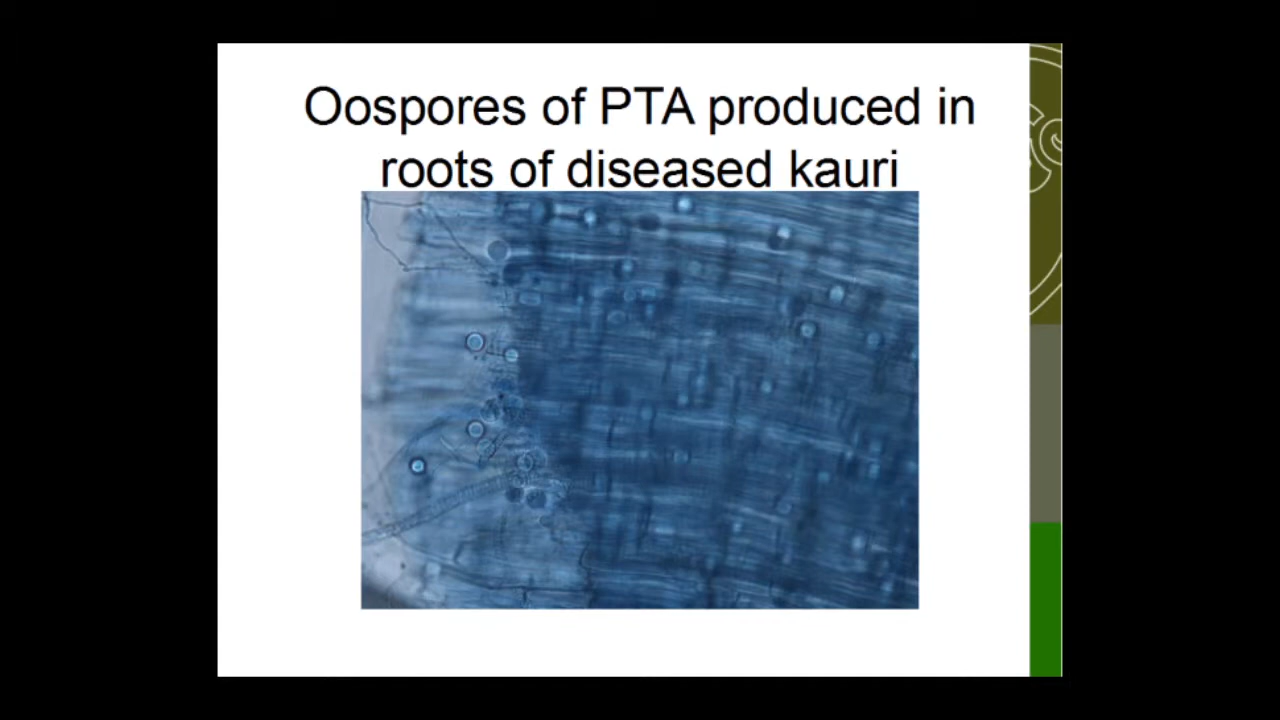 Oospores of PTA produced in
roots of diseased kauri